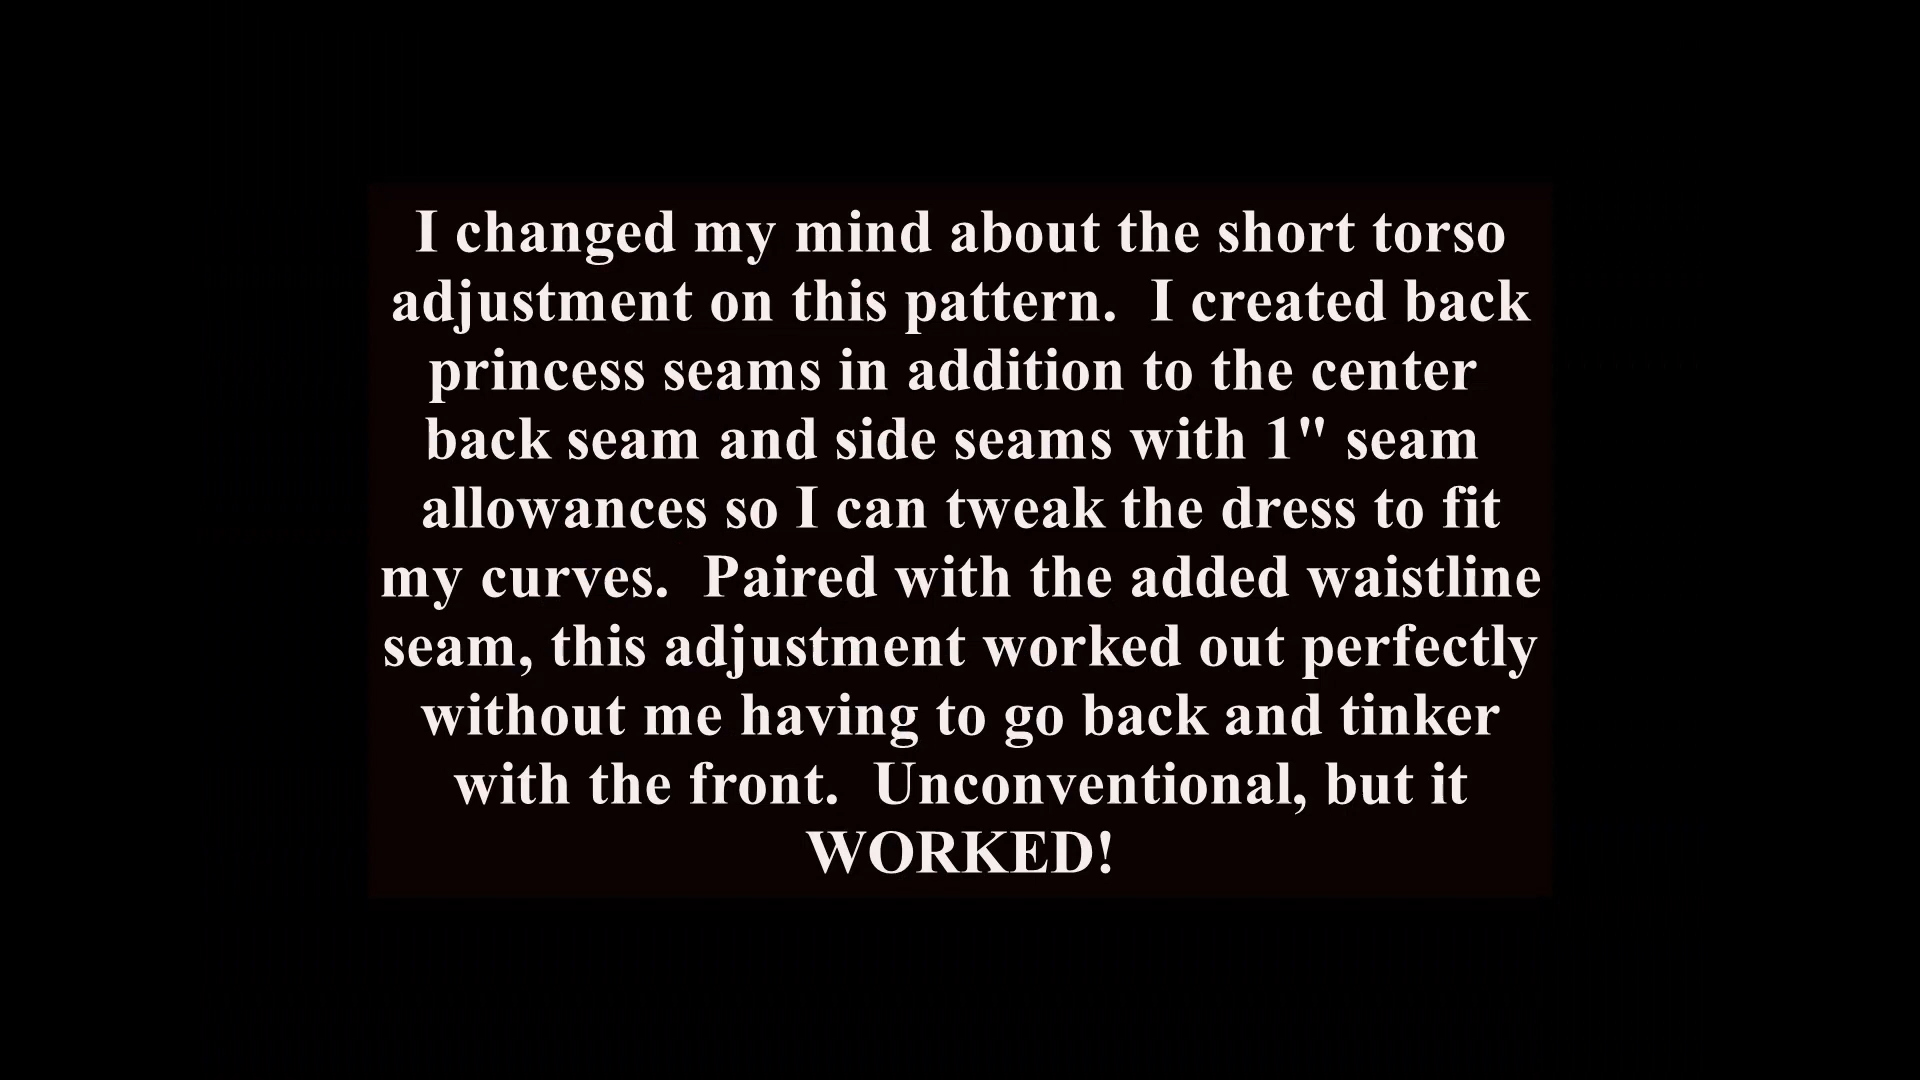 I changed my mind about the short torso
adjustment on this pattern.  I created back
princess seams in addition to the center
back seam and side seams with 1" seam
allowances so I can tweak the dress to fit
my curves.  Paired with the added waistline
seam, this adjustment worked out perfectly
without me having to go back and tinker
with the front.  Unconventional, but it
WORKED!